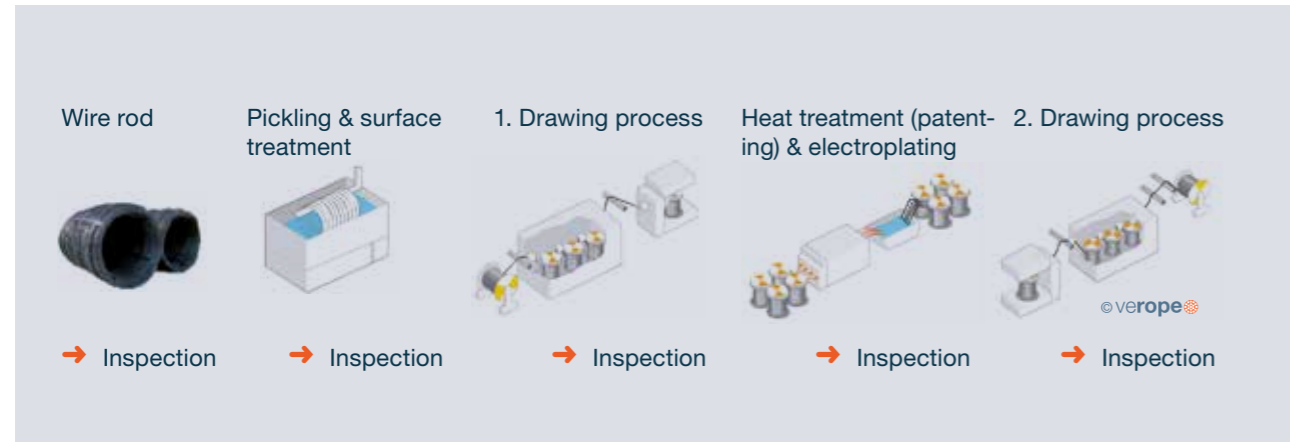 Wire rod
Pickling & surface
treatment
1. Drawing process
Heat treatment (patent-
ing) & electroplating
2. Drawing process
©verope
➜ Inspection
➜ Inspection
➜ Inspection
➜ Inspection
➜ Inspection